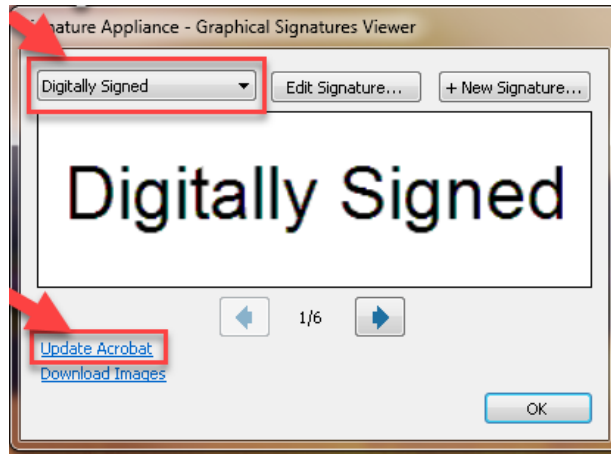 nature Appliance - Graphical Signatures Viewer
Digitally Signed Edit Signature... + New Signature...
Digitally Signed
1/6
Update Acrobat
Download Images
OK